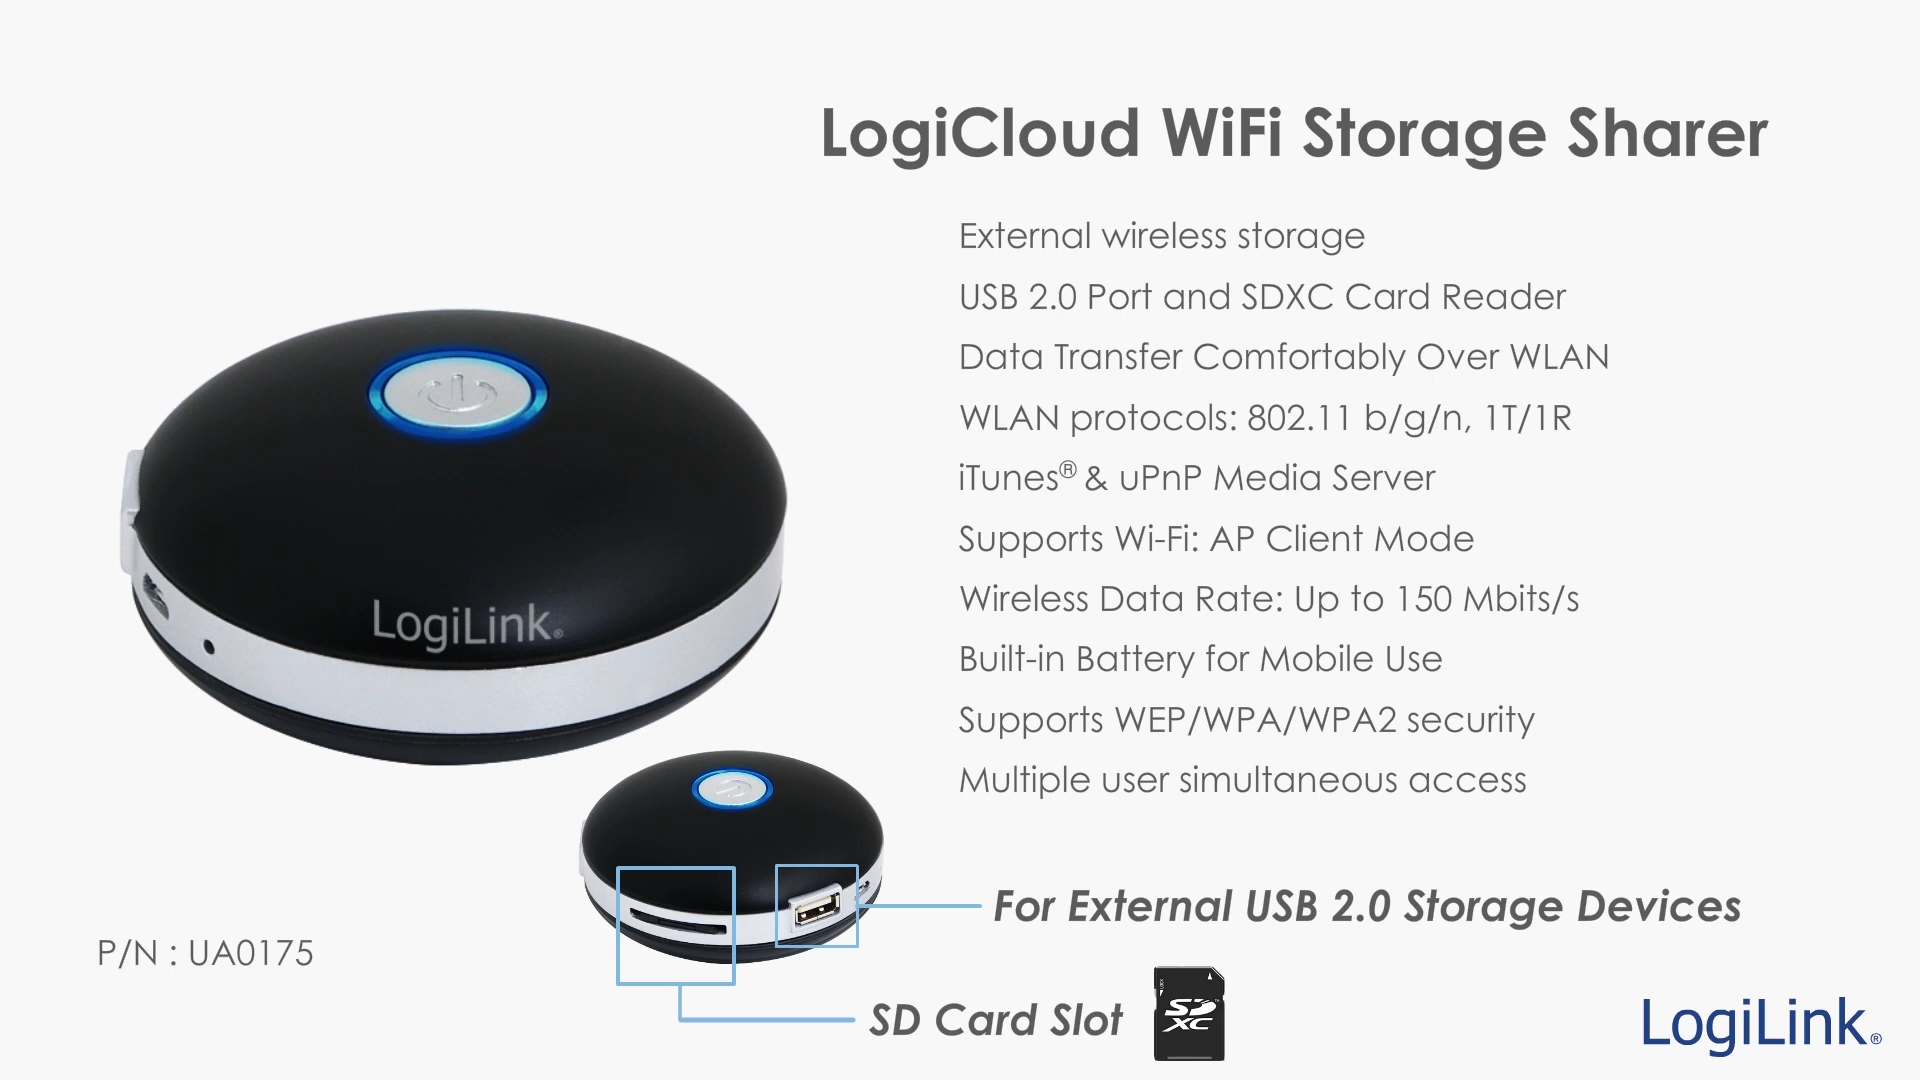 LogiCloud WiFi Storage Sharer
External wireless storage
USB 2.0 Port and SDXC Card Reader
Data Transfer Comfortably Over WLAN
WLAN protocols: 802.11 b/g/n, 1T/1R
iTunes® & uPnP Media Server
Supports Wi-Fi: AP Client Mode
Wireless Data Rate: Up to 150 Mbits/s
Built-in Battery for Mobile Use
Supports WEP/WPA/WPA2 security
Multiple user simultaneous access
LogiLink®
For External USB 2.0 Storage Devices
P/N : UA0175
SD Card Slot
SD XC
LogiLink®